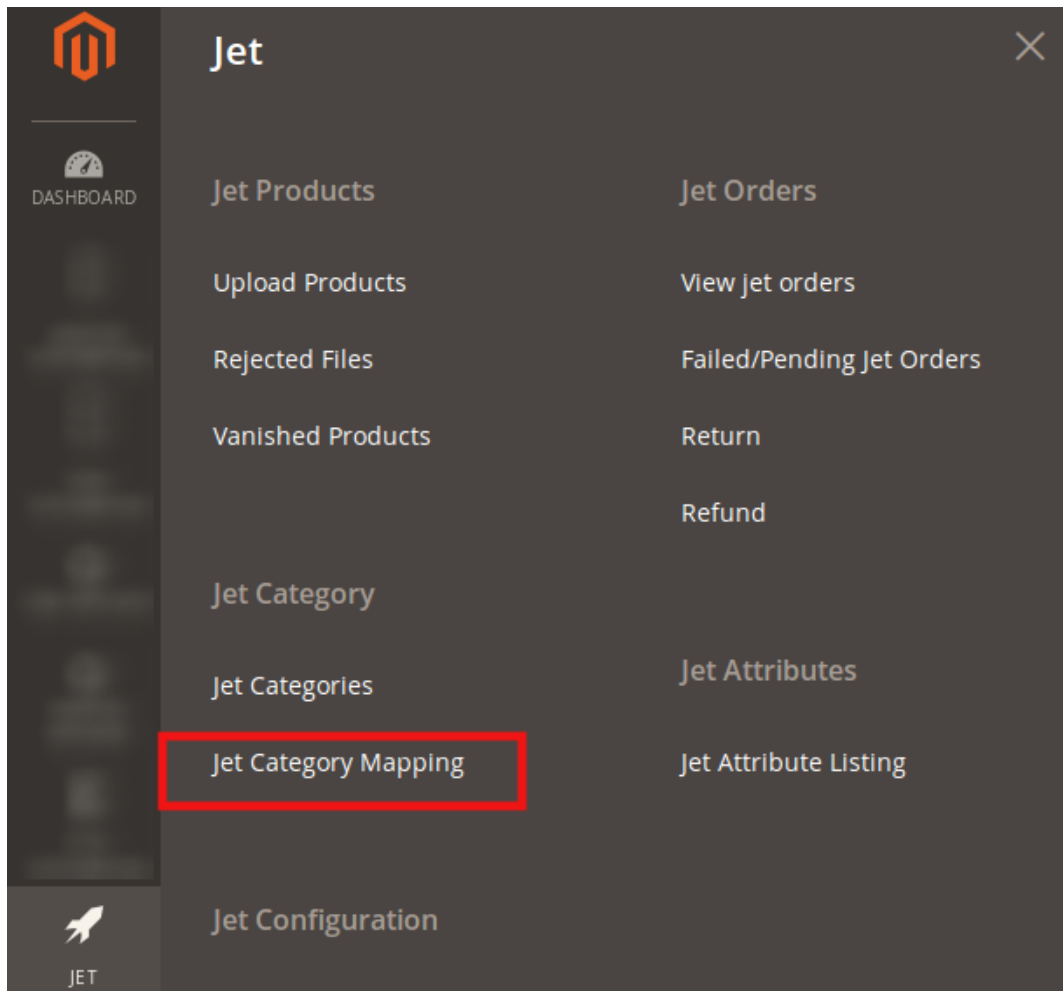 Jet
DASHBOARD
Jet Products
Upload Products
Rejected Files
Vanished Products
Jet Orders
View jet orders
Failed/Pending Jet Orders
Return
Refund
Jet Category
Jet Categories
Jet Category Mapping
Jet Attributes
Jet Attribute Listing
Jet Configuration
JET